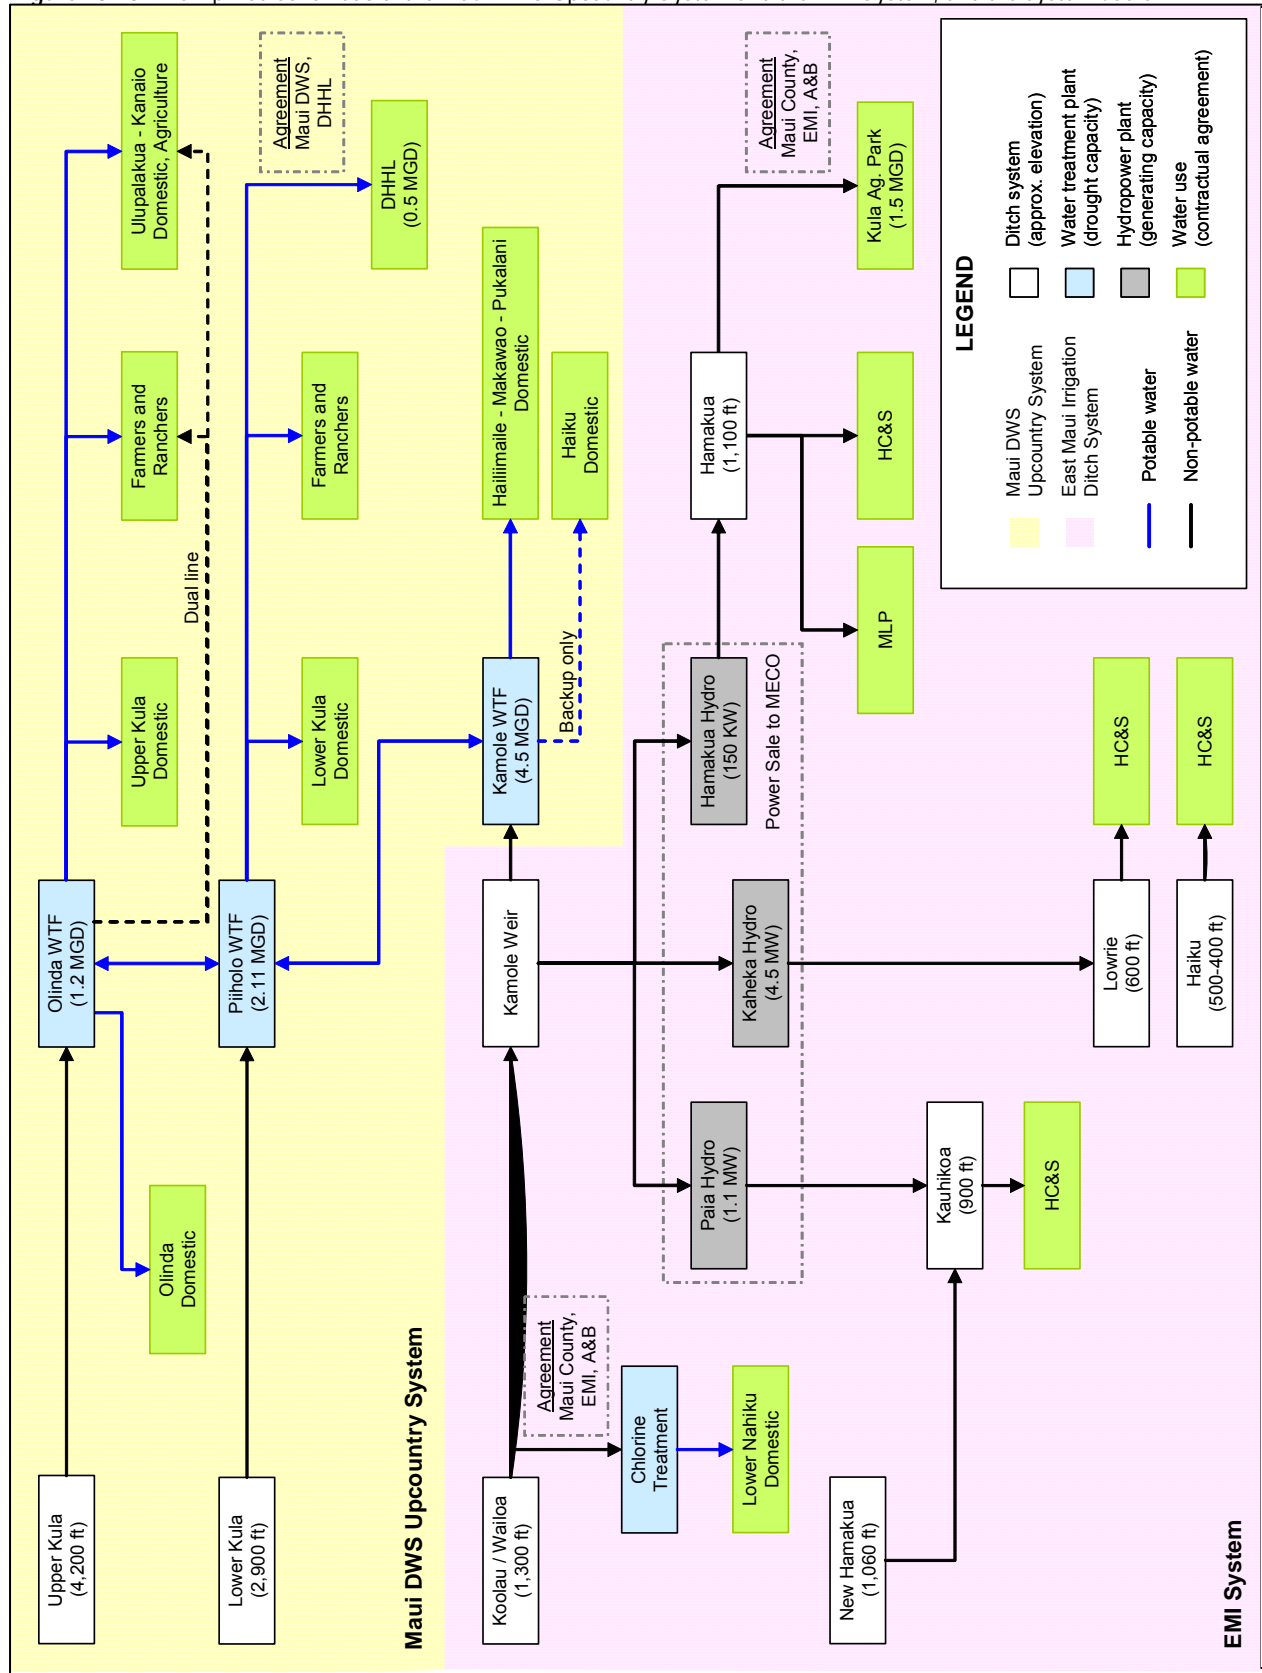 Upper Kula
(4,200 ft)
Olinda
Domestic
Olinda WTF
(1.2 MGD)
Upper Kula
Domestic
Farmers and
Ranchers
Ulupalakua - Kanaio
Domestic, Agriculture
Dual line
Lower Kula
(2,900 ft)
Piiholo WTF
(2.11 MGD)
Lower Kula
Domestic
Farmers and
Ranchers
DHHL
(0.5 MGD)
Agreement
Maui DWS,
DHHL
Maui DWS Upcountry System
Kamole WTF
(4.5 MGD)
Backup only
Hailimaile - Makawao - Pukalani
Domestic
Haiku
Domestic
Koolau / Wailoa
(1,300 ft)
Agreement
Maui County,
EMI, A&B
Kamole Weir
Chlorine
Treatment
Lower Nahiku
Domestic
Paia Hydro
(1.1 MW)
Kaheka Hydro
(4.5 MW)
Hamakua Hydro
(150 KW)
Power Sale to MECO
Hamakua
(1,100 ft)
Agreement
Maui County,
EMI, A&B
MLP
HC&S
Kula Ag. Park
(1.5 MGD)
New Hamakua
(1,060 ft)
Kauhikoa
(900 ft)
HC&S
Lowrie
(600 ft)
HC&S
Haiku
(500-400 ft)
HC&S
EMI System
LEGEND
Maui DWS
Upcountry System
East Maui Irrigation
Ditch System
Potable water
Non-potable water
Ditch system
(approx. elevation)
Water treatment plant
(drought capacity)
Hydropower plant
(generating capacity)
Water use
(contractual agreement)